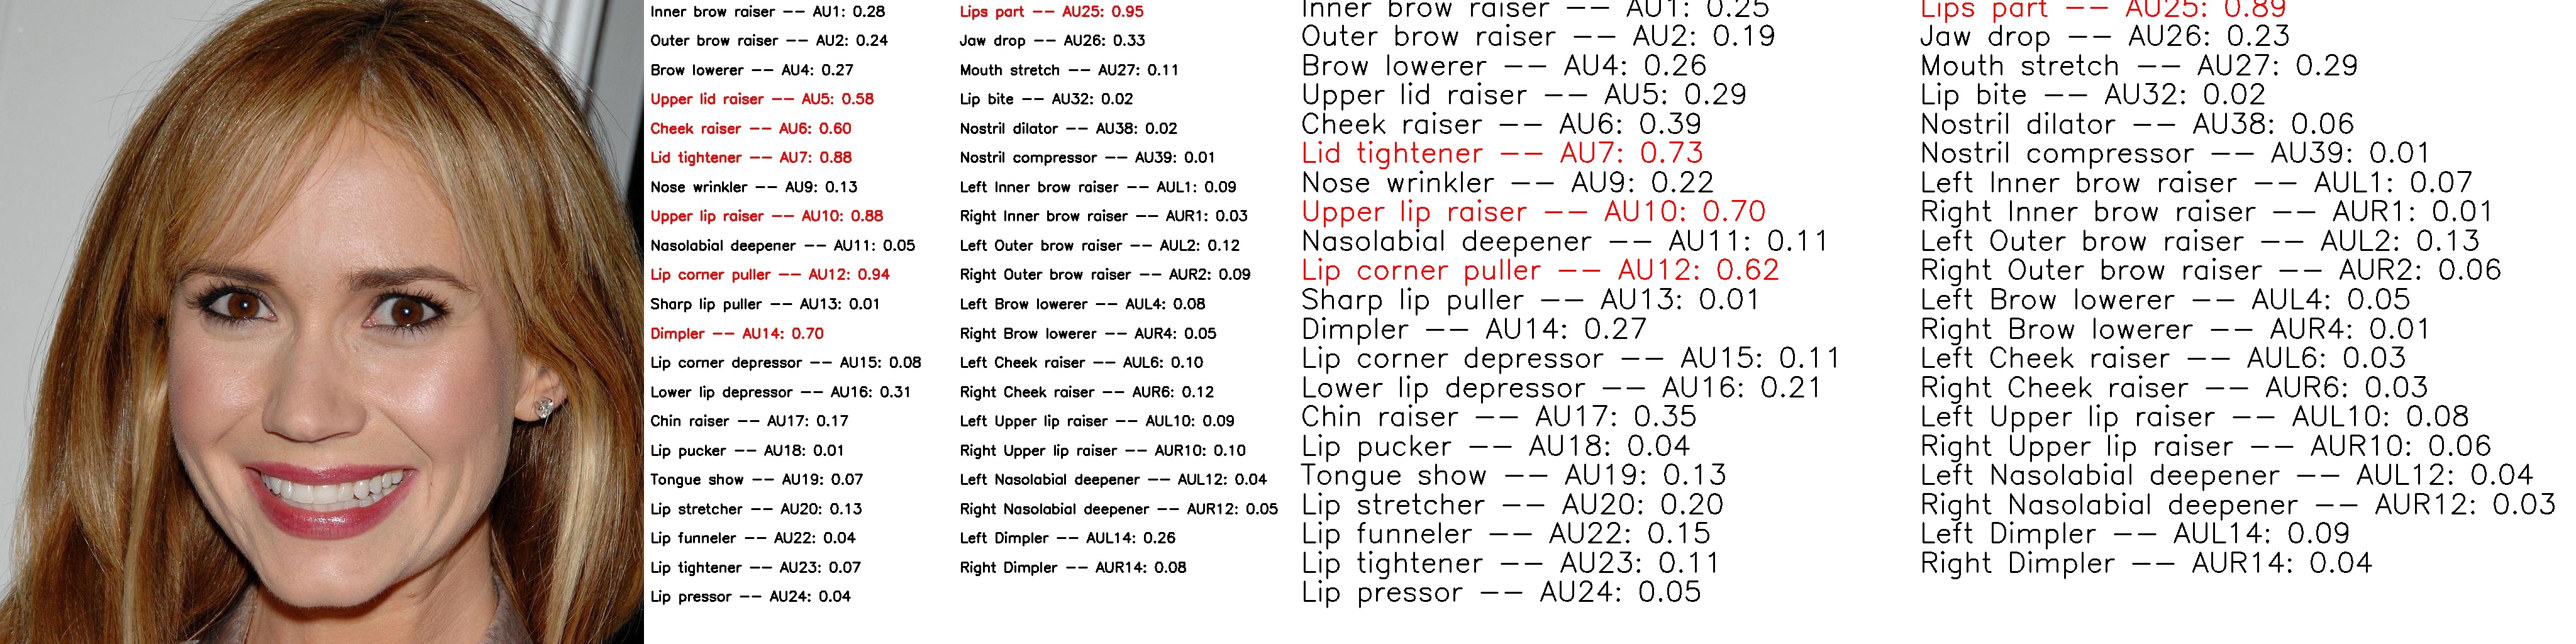 Inner brow raiser —— AU1: 0.28
Outer brow raiser —— AU2: 0.24
Brow lowerer —— AU4: 0.27
Upper lid raiser —— AU5: 0.58
Cheek raiser —— AU6: 0.60
Lid tightener —— AU7: 0.88
Nose wrinkler —— AU9: 0.13
Upper lip raiser —— AU10: 0.88
Nasolabial deepener —— AU11: 0.05
Lip corner puller —— AU12: 0.94
Sharp lip puller —— AU13: 0.01
Dimpler —— AU14: 0.70
Lip corner depressor —— AU15: 0.08
Lower lip depressor —— AU16: 0.31
Chin raiser —— AU17: 0.17
Lip pucker —— AU18: 0.01
Tongue show —— AU19: 0.07
Lip stretcher —— AU20: 0.13
Lip funneler —— AU22: 0.04
Lip tightener —— AU23: 0.07
Lip pressor —— AU24: 0.04
Lips part —— AU25: 0.95
Jaw drop —— AU26: 0.33
Mouth stretch —— AU27: 0.11
Lip bite —— AU32: 0.02
Nostril dilator —— AU38: 0.02
Nostril compressor —— AU39: 0.01
Left Inner brow raiser —— AUL1: 0.09
Right Inner brow raiser —— AUR1: 0.03
Left Outer brow raiser —— AUL2: 0.12
Right Outer brow raiser —— AUR2: 0.09
Left Brow lowerer —— AUL4: 0.08
Right Brow lowerer —— AUR4: 0.05
Left Cheek raiser —— AUL6: 0.10
Right Cheek raiser —— AUR6: 0.12
Left Upper lip raiser —— AUL10: 0.09
Right Upper lip raiser —— AUR10: 0.10
Left Nasolabial deepener —— AUL12: 0.04
Right Nasolabial deepener —— AUR12: 0.05
Left Dimpler —— AUL14: 0.26
Right Dimpler —— AUR14: 0.08
Inner brow raiser —— AU1: 0.25
Outer brow raiser —— AU2: 0.19
Brow lowerer —— AU4: 0.26
Upper lid raiser —— AU5: 0.29
Cheek raiser —— AU6: 0.39
Lid tightener —— AU7: 0.73
Nose wrinkler —— AU9: 0.22
Upper lip raiser —— AU10: 0.70
Nasolabial deepener —— AU11: 0.11
Lip corner puller —— AU12: 0.62
Sharp lip puller —— AU13: 0.01
Dimpler —— AU14: 0.27
Lip corner depressor —— AU15: 0.11
Lower lip depressor —— AU16: 0.21
Chin raiser —— AU17: 0.35
Lip pucker —— AU18: 0.04
Tongue show —— AU19: 0.13
Lip stretcher —— AU20: 0.20
Lip funneler —— AU22: 0.15
Lip tightener —— AU23: 0.11
Lip pressor —— AU24: 0.05
Lips part —— AU25: 0.89
Jaw drop —— AU26: 0.23
Mouth stretch —— AU27: 0.29
Lip bite —— AU32: 0.02
Nostril dilator —— AU38: 0.06
Nostril compressor —— AU39: 0.01
Left Inner brow raiser —— AUL1: 0.07
Right Inner brow raiser —— AUR1: 0.01
Left Outer brow raiser —— AUL2: 0.13
Right Outer brow raiser —— AUR2: 0.06
Left Brow lowerer —— AUL4: 0.05
Right Brow lowerer —— AUR4: 0.01
Left Cheek raiser —— AUL6: 0.03
Right Cheek raiser —— AUR6: 0.03
Left Upper lip raiser —— AUL10: 0.08
Right Upper lip raiser —— AUR10: 0.06
Left Nasolabial deepener —— AUL12: 0.04
Right Nasolabial deepener —— AUR12: 0.03
Left Dimpler —— AUL14: 0.09
Right Dimpler —— AUR14: 0.04